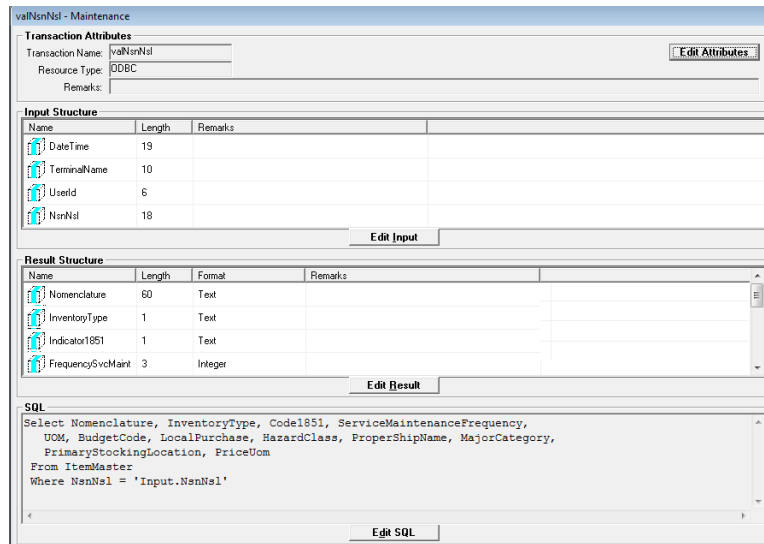 valNsnNsl - Maintenance
Transaction Attributes
Transaction Name: valNsnNsl
Edit Attributes
Resource Type: ODBC
Remarks:
Input Structure
Name Length Remarks
DateTime 19
TerminalName 10
UserId 6
NsnNsl 18
Edit Input
Result Structure
Name Length Format Remarks
Nomenclature 60 Text
InventoryType 1 Text
Indicator1851 1 Text
FrequencySvcMaint 3 Integer
Edit Result
SQL
Select Nomenclature, InventoryType, Code1851, ServiceMaintenanceFrequency,
UOM, BudgetCode, LocalPurchase, HazardClass, ProperShipName, MajorCategory,
PrimaryStockingLocation, PriceUom
From ItemMaster
Where NsnNsl = 'Input.NsnNsl'
Edit SQL